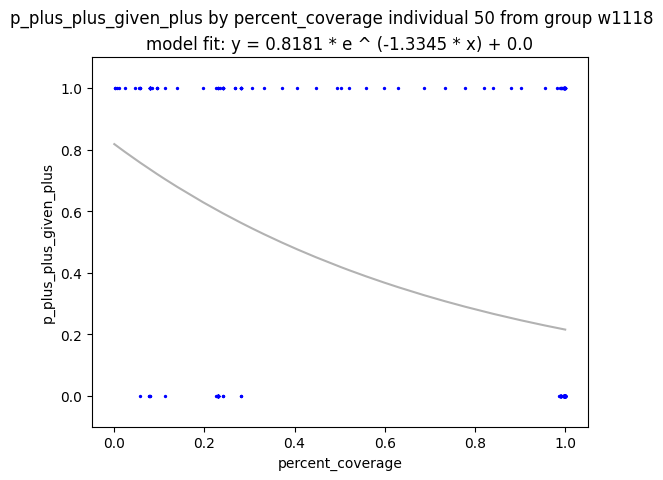 p_plus_plus_given_plus by percent_coverage individual 50 from group w1118
model fit: y = 0.8181 * e ^ (-1.3345 * x) + 0.0
1.0
0.8
0.6
0.4
0.2
0.0
p_plus_plus_given_plus
0.0 0.2 0.4 0.6 0.8 1.0
percent_coverage